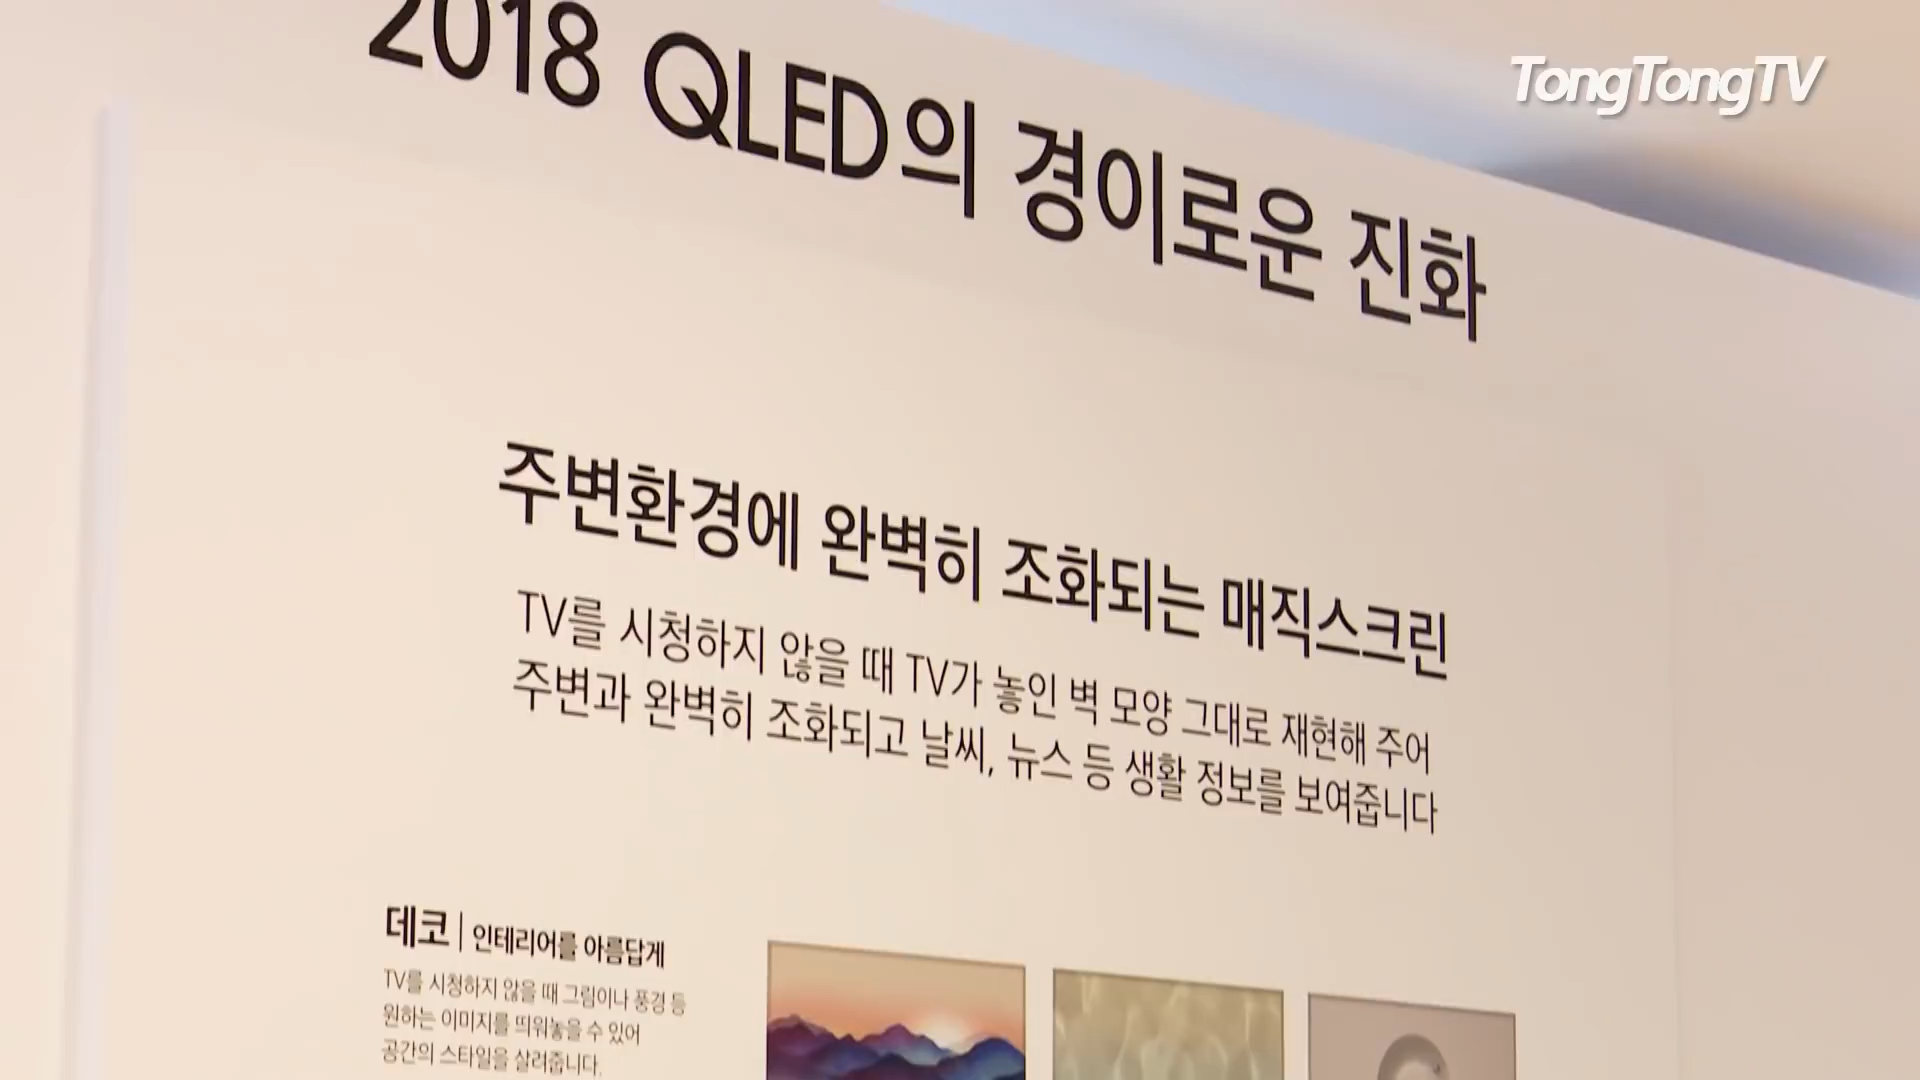 TongTongTV
2018 QLED의 경이로운 진화
주변환경에 완벽히 조화되는 매직스크린
TV를 시청하지 않을 때 TV가 놓인 벽 모양 그대로 재현해 주어
주변과 완벽히 조화되고 날씨, 뉴스 등 생활 정보를 보여줍니다
데코 | 인테리어를 아름답게
TV를 시청하지 않을 때 그림이나 풍경 등
원하는 이미지를 띄워놓을 수 있어
공간의 스타일을 살려줍니다.